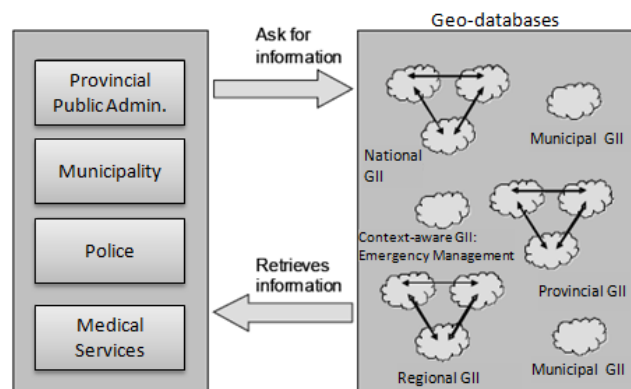 Geo-databases
Ask for
information
Provincial
Public Admin.
Municipality
Police
Medical
Services
Retrieves
information
National
GII
Municipal GII
Context-aware GII:
Emergency Management
Provincial GII
Regional GII
Municipal GII